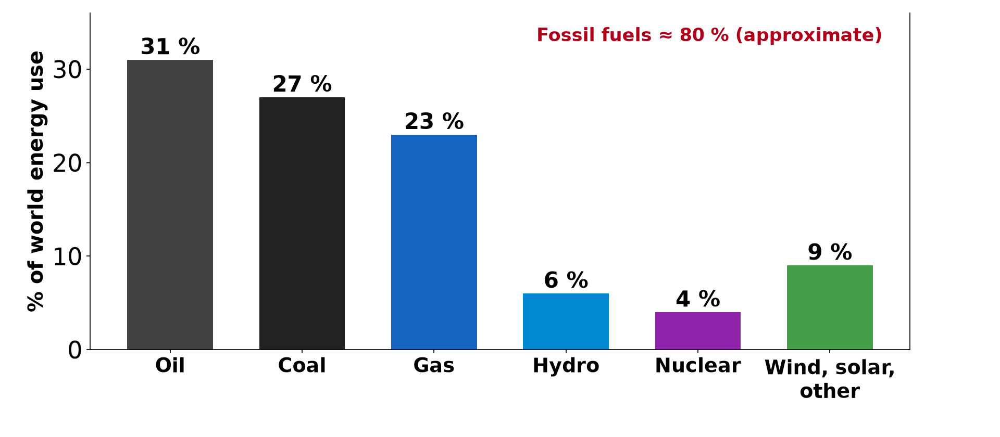 Fossil fuels ≈ 80 % (approximate)
% of world energy use
30
20
10
0
31 %
27 %
23 %
6 %
4 %
9 %
Oil
Coal
Gas
Hydro
Nuclear
Wind, solar,
other